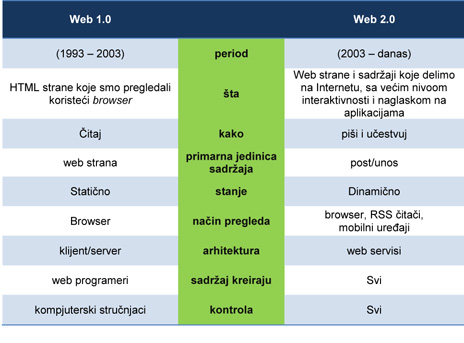 Web 1.0 Web 2.0
(1993 – 2003) period (2003 – danas)
HTML strane koje smo pregledali
koristeći browser
šta
Web strane i sadržaji koje delimo
na Internetu, sa većim nivoom
interaktivnosti i naglaskom na
aplikacijama
Čitaj kako piši i učestvuj
web strana
primarna jedinica
sadržaja
post/unos
Statično stanje Dinamično
Browser način pregleda
browser, RSS čitači,
mobilni uređaji
klijent/server arhitektura web servisi
web programeri sadržaj kreiraju Svi
kompjuterski stručnjaci kontrola Svi